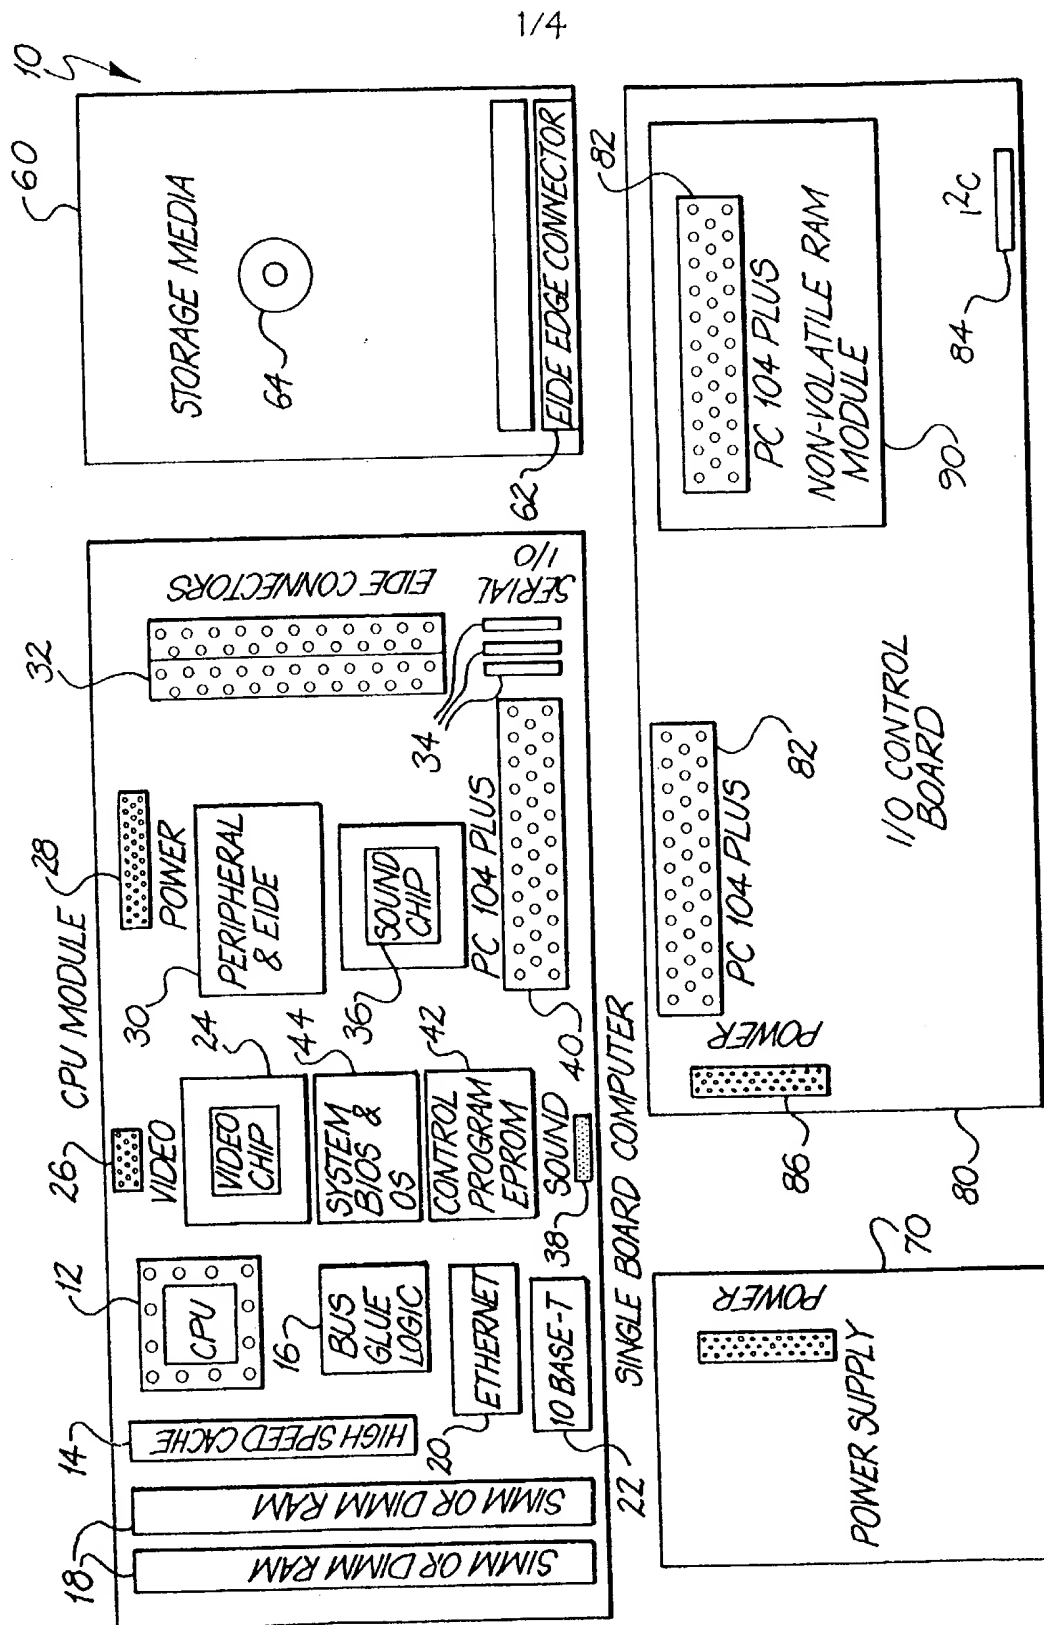 1/4
10
60
STORAGE MEDIA
64
EIDE EDGE CONNECTOR
62
CPU MODULE
18
SIMM OR DIMM RAM
SIMM OR DIMM RAM
14
HIGH SPEED CACHE
12
CPU
16
BUS
GLUE
LOGIC
20
ETHERNET
22
10 BASE-T
26
VIDEO
24
VIDEO
CHIP
44
SYSTEM
BIOS &
OS
42
CONTROL
PROGRAM
EPROM
38
SOUND
28
POWER
30
PERIPHERAL
& EIDE
36
SOUND
CHIP
40
PC 104 PLUS
32
EIDE CONNECTORS
34
SERIAL
I/O
SINGLE BOARD COMPUTER
70
POWER
POWER SUPPLY
80
86
POWER
82
PC 104 PLUS
I/O CONTROL
BOARD
82
PC 104 PLUS
NON-VOLATILE RAM
MODULE
90
84
I2C